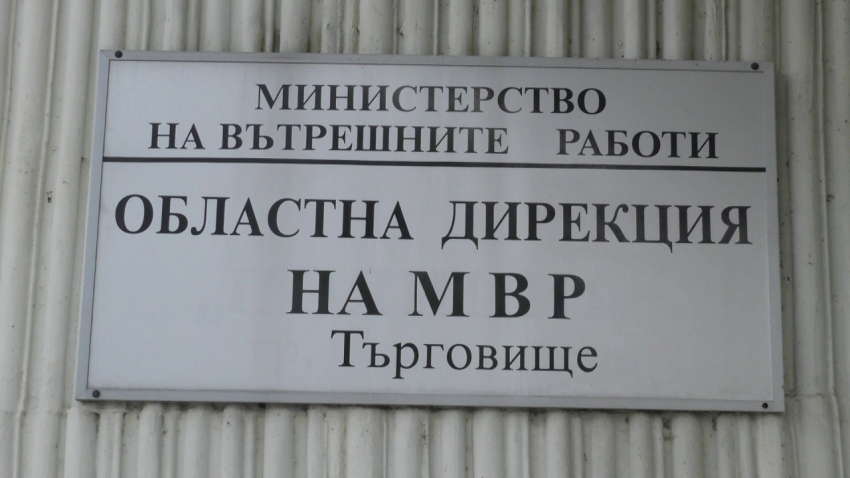 МИНИСТЕРСТВО
НА ВЪТРЕШНИТЕ РАБОТИ
ОБЛАСТНА ДИРЕКЦИЯ
НА МВР
Търговище